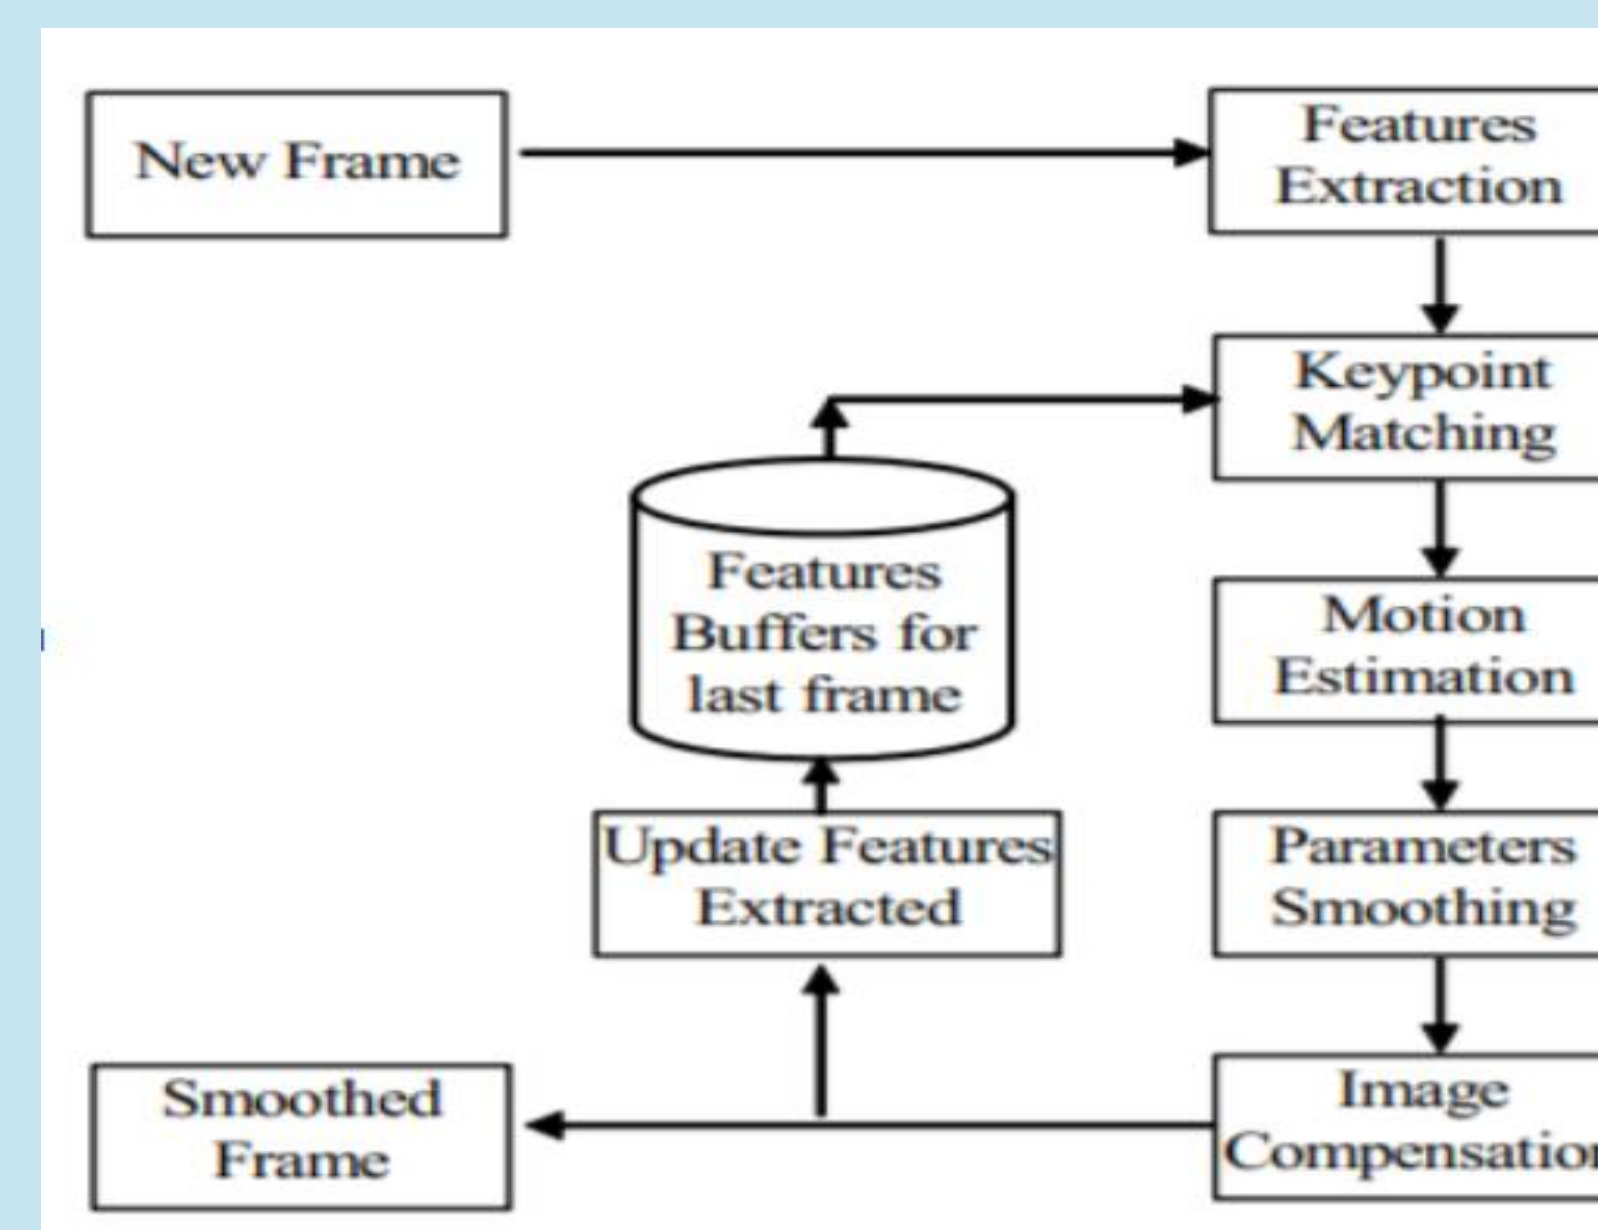 New Frame
Features
Extraction
Keypoint
Matching
Features
Buffers for
last frame
Motion
Estimation
Update Features
Extracted
Parameters
Smoothing
Smoothed
Frame
Image
Compensation